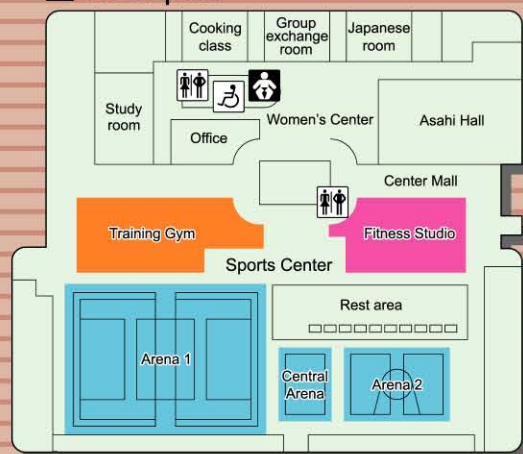 Cooking
class
Group
exchange
room
Japanese
room
Study
room
Office
Women's Center
Asahi Hall
Center Mall
Training Gym
Fitness Studio
Sports Center
Rest area
Arena 1
Central
Arena
Arena 2